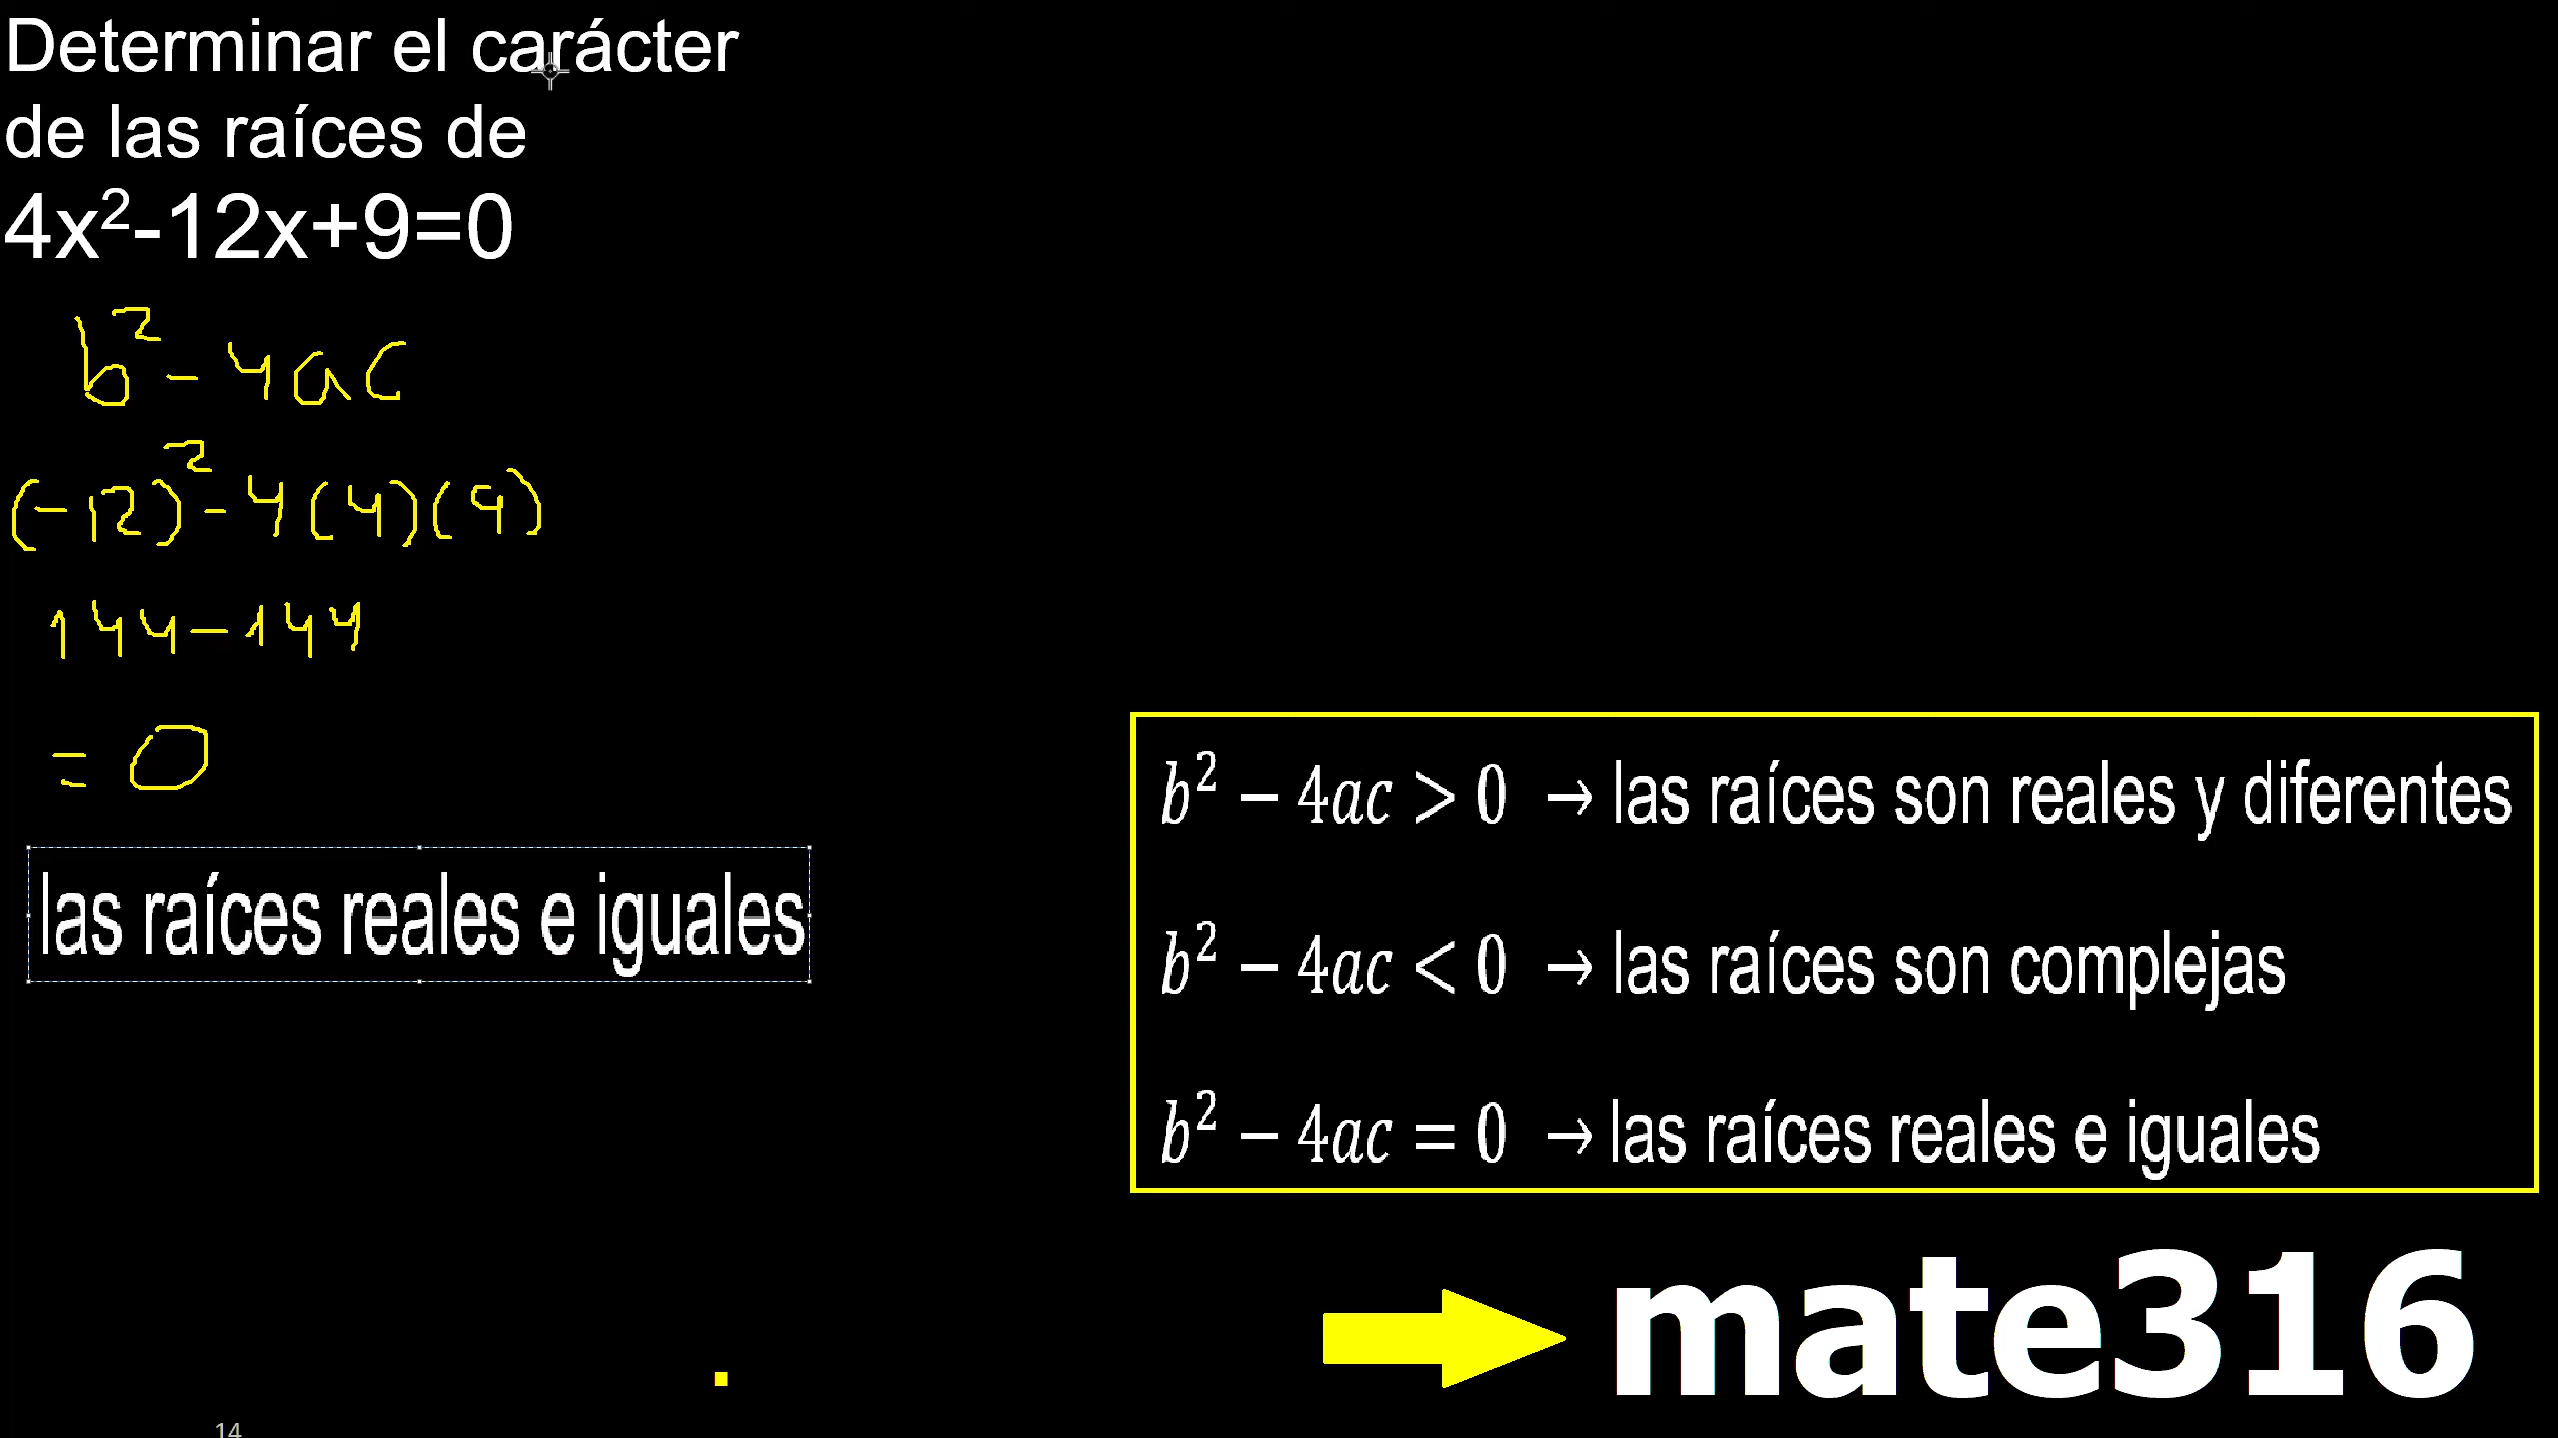 Determinar el carácter
de las raíces de
4x²-12x+9=0
b²-4ac
(-12)²-4(4)(9)
144-144
=0
las raíces reales e iguales
b² − 4ac > 0 → las raíces son reales y diferentes
b² − 4ac < 0 → las raíces son complejas
b² − 4ac = 0 → las raíces reales e iguales
mate316
14